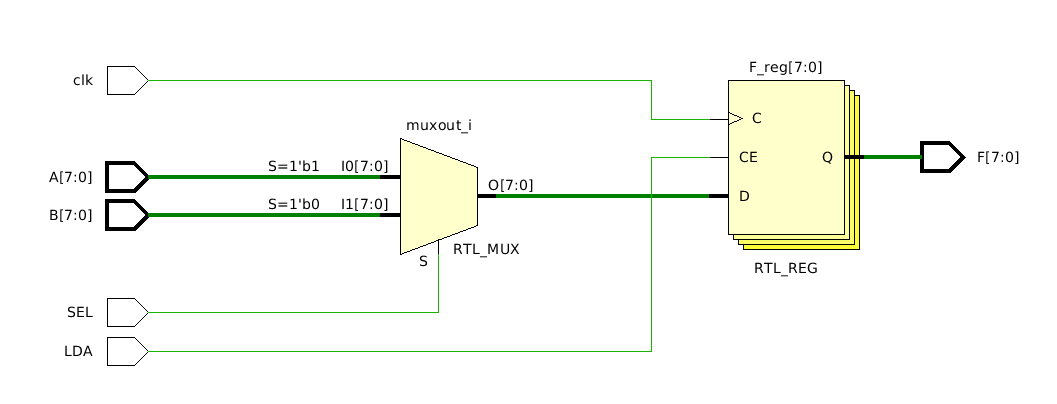 F_reg[7:0]
clk
C
muxout_i
A[7:0]
S=1'b1
I0[7:0]
CE
Q
F[7:0]
O[7:0]
D
B[7:0]
S=1'b0
I1[7:0]
RTL_MUX
S
RTL_REG
SEL
LDA